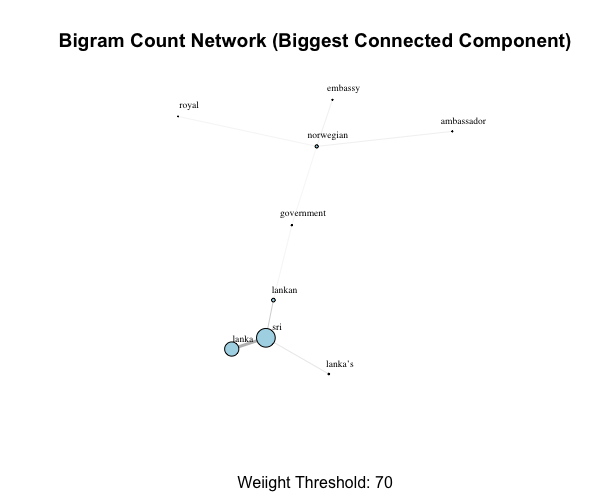 Bigram Count Network (Biggest Connected Component)
embassy
royal
ambassador
norwegian
government
lankan
sri
lanka
lanka's
Weiight Threshold: 70